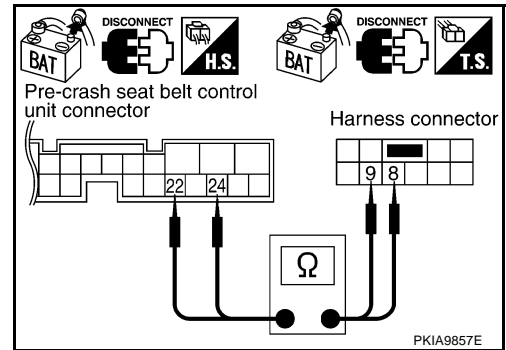 DISCONNECT
BAT
H.S.
DISCONNECT
BAT
T.S.
Pre-crash seat belt control
unit connector
Harness connector
22 24
9 8
Ω
PKIA9857E